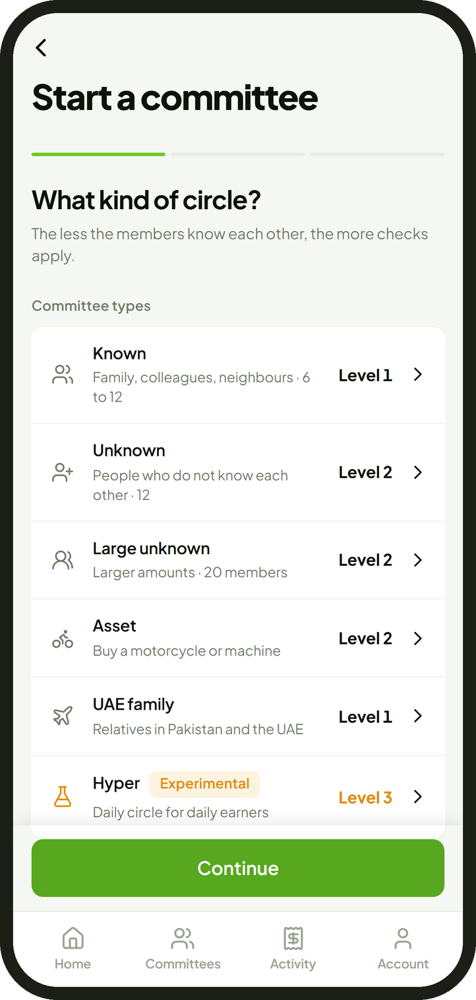 Start a committee
What kind of circle?
The less the members know each other, the more checks
apply.
Committee types
Known
Family, colleagues, neighbours · 6
to 12
Level 1
Unknown
People who do not know each
other · 12
Level 2
Large unknown
Larger amounts · 20 members
Level 2
Asset
Buy a motorcycle or machine
Level 2
UAE family
Relatives in Pakistan and the UAE
Level 1
Hyper Experimental
Daily circle for daily earners
Level 3
Continue
Home Committees Activity Account